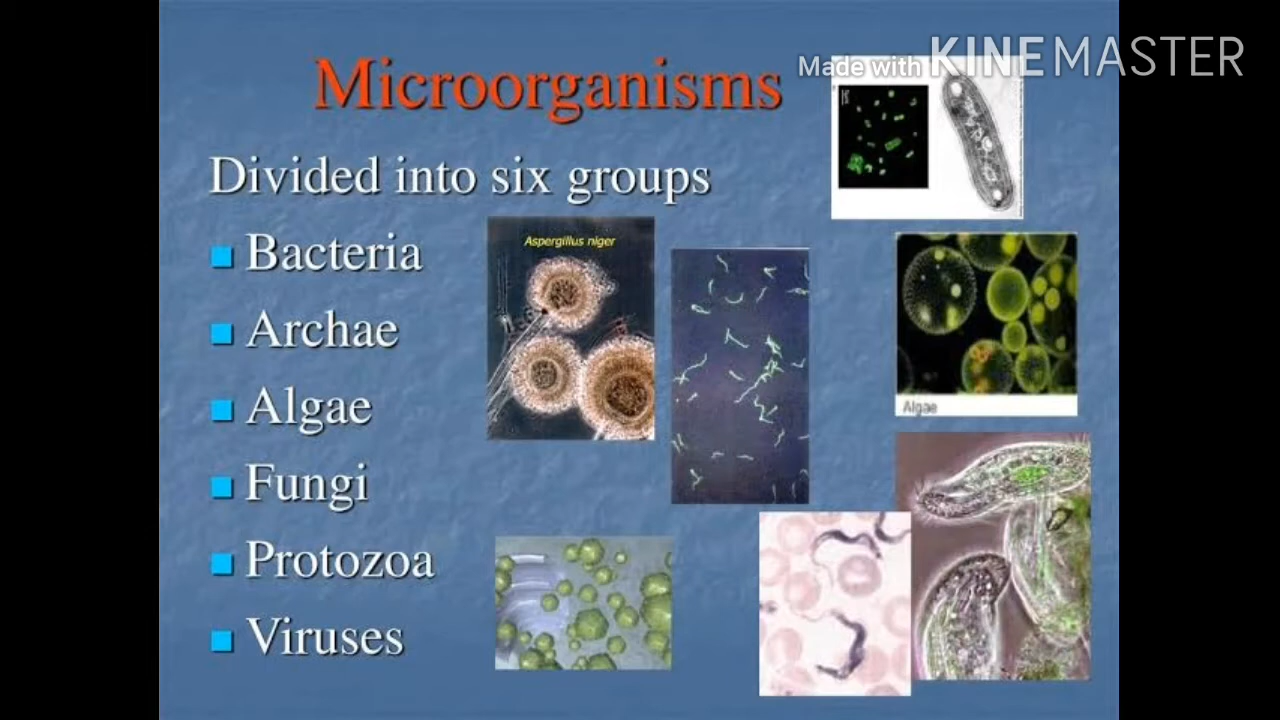 Made with KINEMASTER
Microorganisms
Divided into six groups
Bacteria
Archae
Algae
Fungi
Protozoa
Viruses
Aspergillus niger
Algae